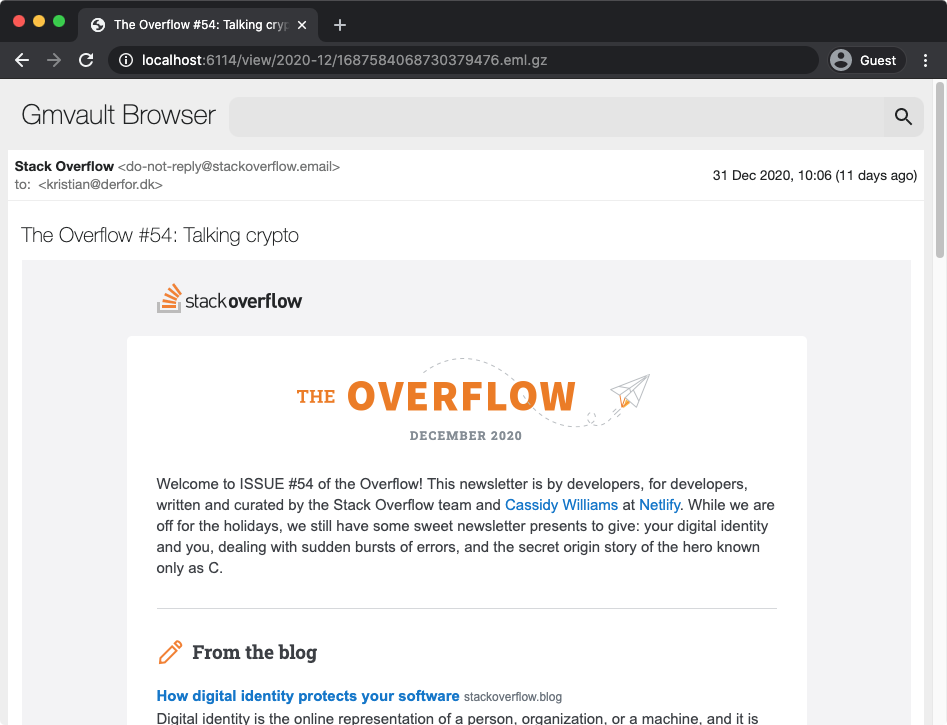 The Overflow #54: Talking cryp
localhost:6114/view/2020-12/1687584068730379476.eml.gz
Guest
Gmvault Browser
Stack Overflow <do-not-reply@stackoverflow.email>
to: <kristian@derfor.dk>
31 Dec 2020, 10:06 (11 days ago)
The Overflow #54: Talking crypto
stackoverflow
THE OVERFLOW
DECEMBER 2020
Welcome to ISSUE #54 of the Overflow! This newsletter is by developers, for developers,
written and curated by the Stack Overflow team and Cassidy Williams at Netlify. While we are
off for the holidays, we still have some sweet newsletter presents to give: your digital identity
and you, dealing with sudden bursts of errors, and the secret origin story of the hero known
only as C.
From the blog
How digital identity protects your software stackoverflow.blog
Digital identity is the online representation of a person, organization, or a machine, and it is